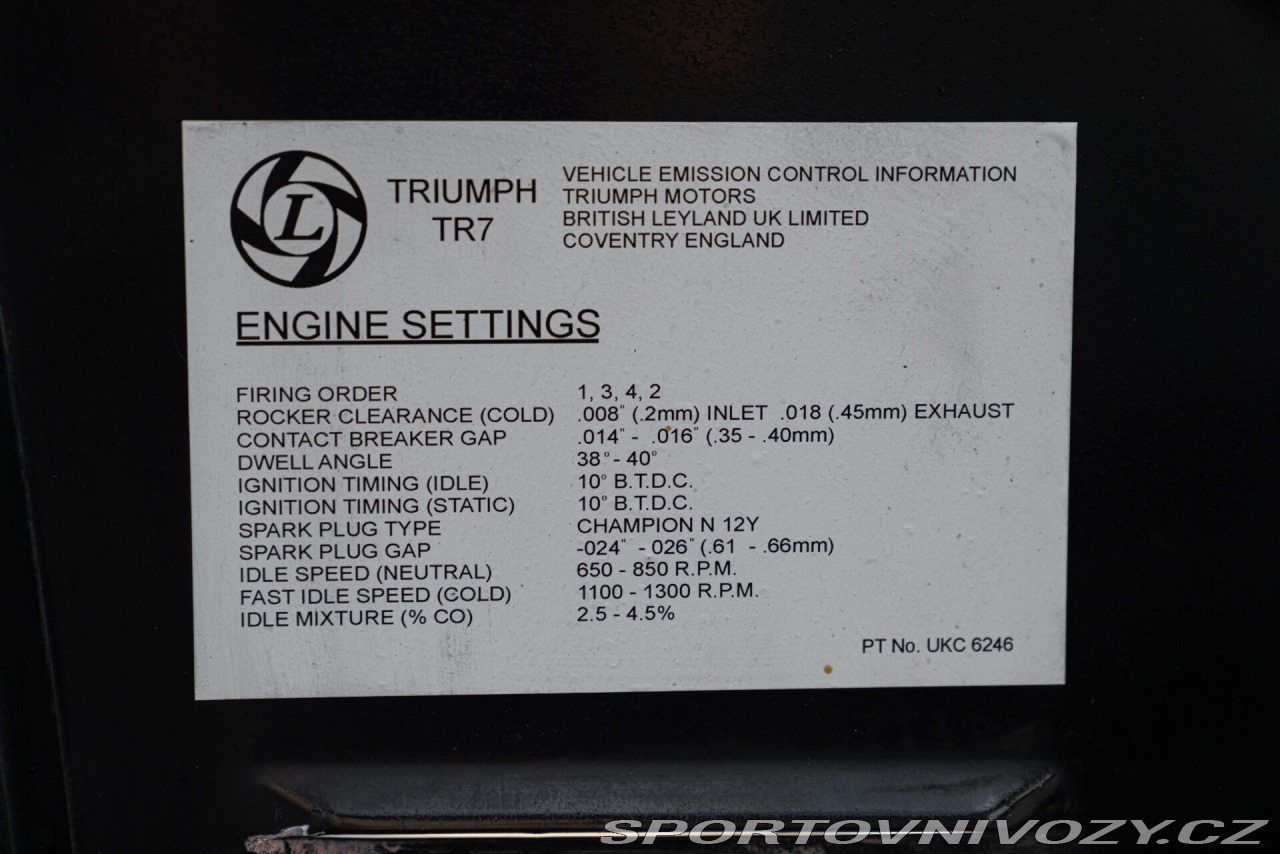 L
TRIUMPH
TR7
VEHICLE EMISSION CONTROL INFORMATION
TRIUMPH MOTORS
BRITISH LEYLAND UK LIMITED
COVENTRY ENGLAND
ENGINE SETTINGS
FIRING ORDER 1, 3, 4, 2
ROCKER CLEARANCE (COLD) .008" (.2mm) INLET .018 (.45mm) EXHAUST
CONTACT BREAKER GAP .014" - .016" (.35 - .40mm)
DWELL ANGLE 38° - 40°
IGNITION TIMING (IDLE) 10° B.T.D.C.
IGNITION TIMING (STATIC) 10° B.T.D.C.
SPARK PLUG TYPE CHAMPION N 12Y
SPARK PLUG GAP -024" - 026" (.61 - .66mm)
IDLE SPEED (NEUTRAL) 650 - 850 R.P.M.
FAST IDLE SPEED (COLD) 1100 - 1300 R.P.M.
IDLE MIXTURE (% CO) 2.5 - 4.5%
PT No. UKC 6246
SPORTOVNIVOZY.CZ